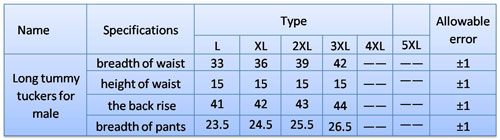 Name Specifications Type Allowable error
L XL 2XL 3XL 4XL 5XL
Long tummy tuckers for male
breadth of waist 33 36 39 42 —— —— ±1
height of waist 15 15 15 15 —— —— ±1
the back rise 41 42 43 44 —— —— ±1
breadth of pants 23.5 24.5 25.5 26.5 —— —— ±1